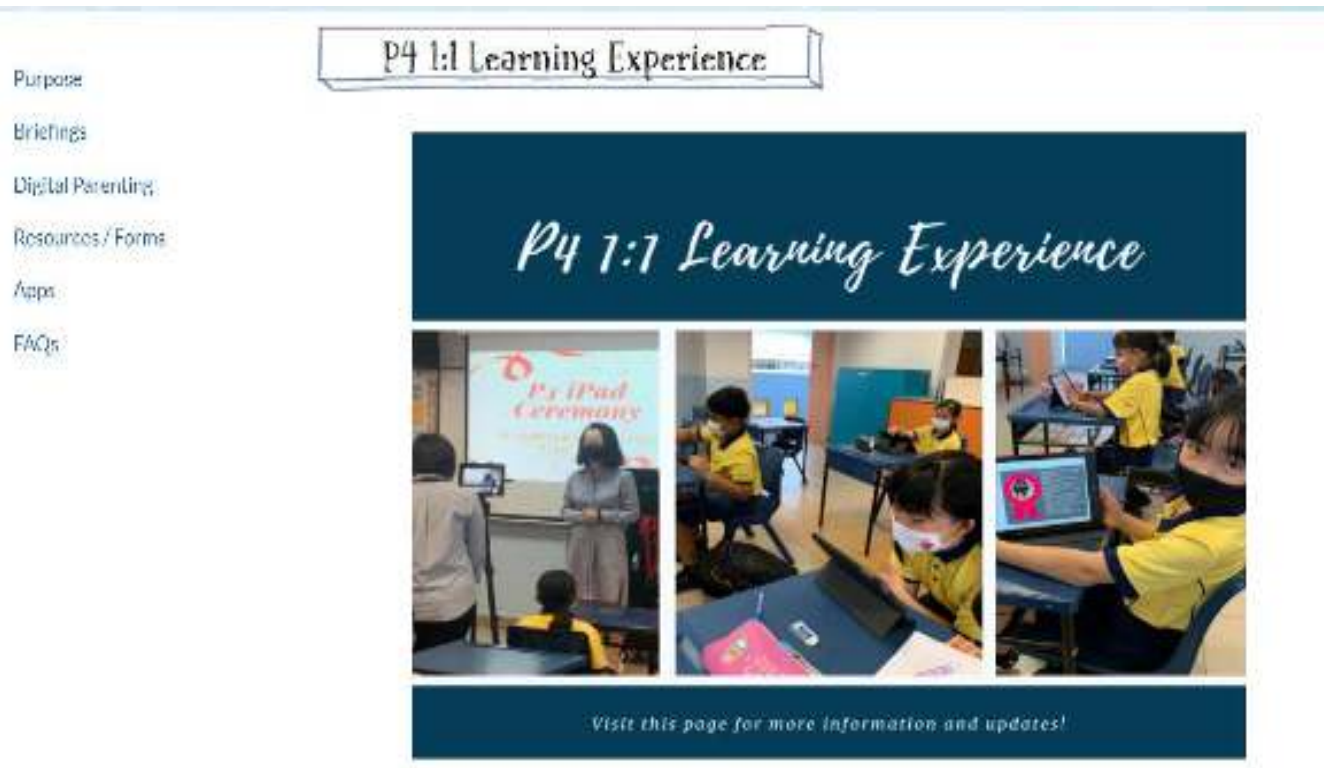 P4 1:1 Learning Experience
Purpose
Briefings
Digital Parenting
Resources / Forms
Apps
FAQs
P4 1:1 Learning Experience
P3 iPad
Ceremony
Visit this page for more information and updates!